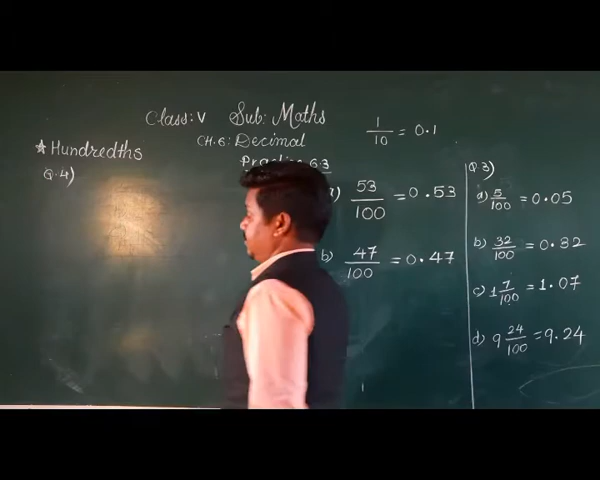 Class: V Sub: Maths
CH.6: Decimal
Practice 6.3
★ Hundredths
Q.4)
1/10 = 0.1
a) 53/100 = 0.53
b) 47/100 = 0.47
Q.3)
a) 5/100 = 0.05
b) 32/100 = 0.32
c) 1 7/100 = 1.07
d) 9 24/100 = 9.24